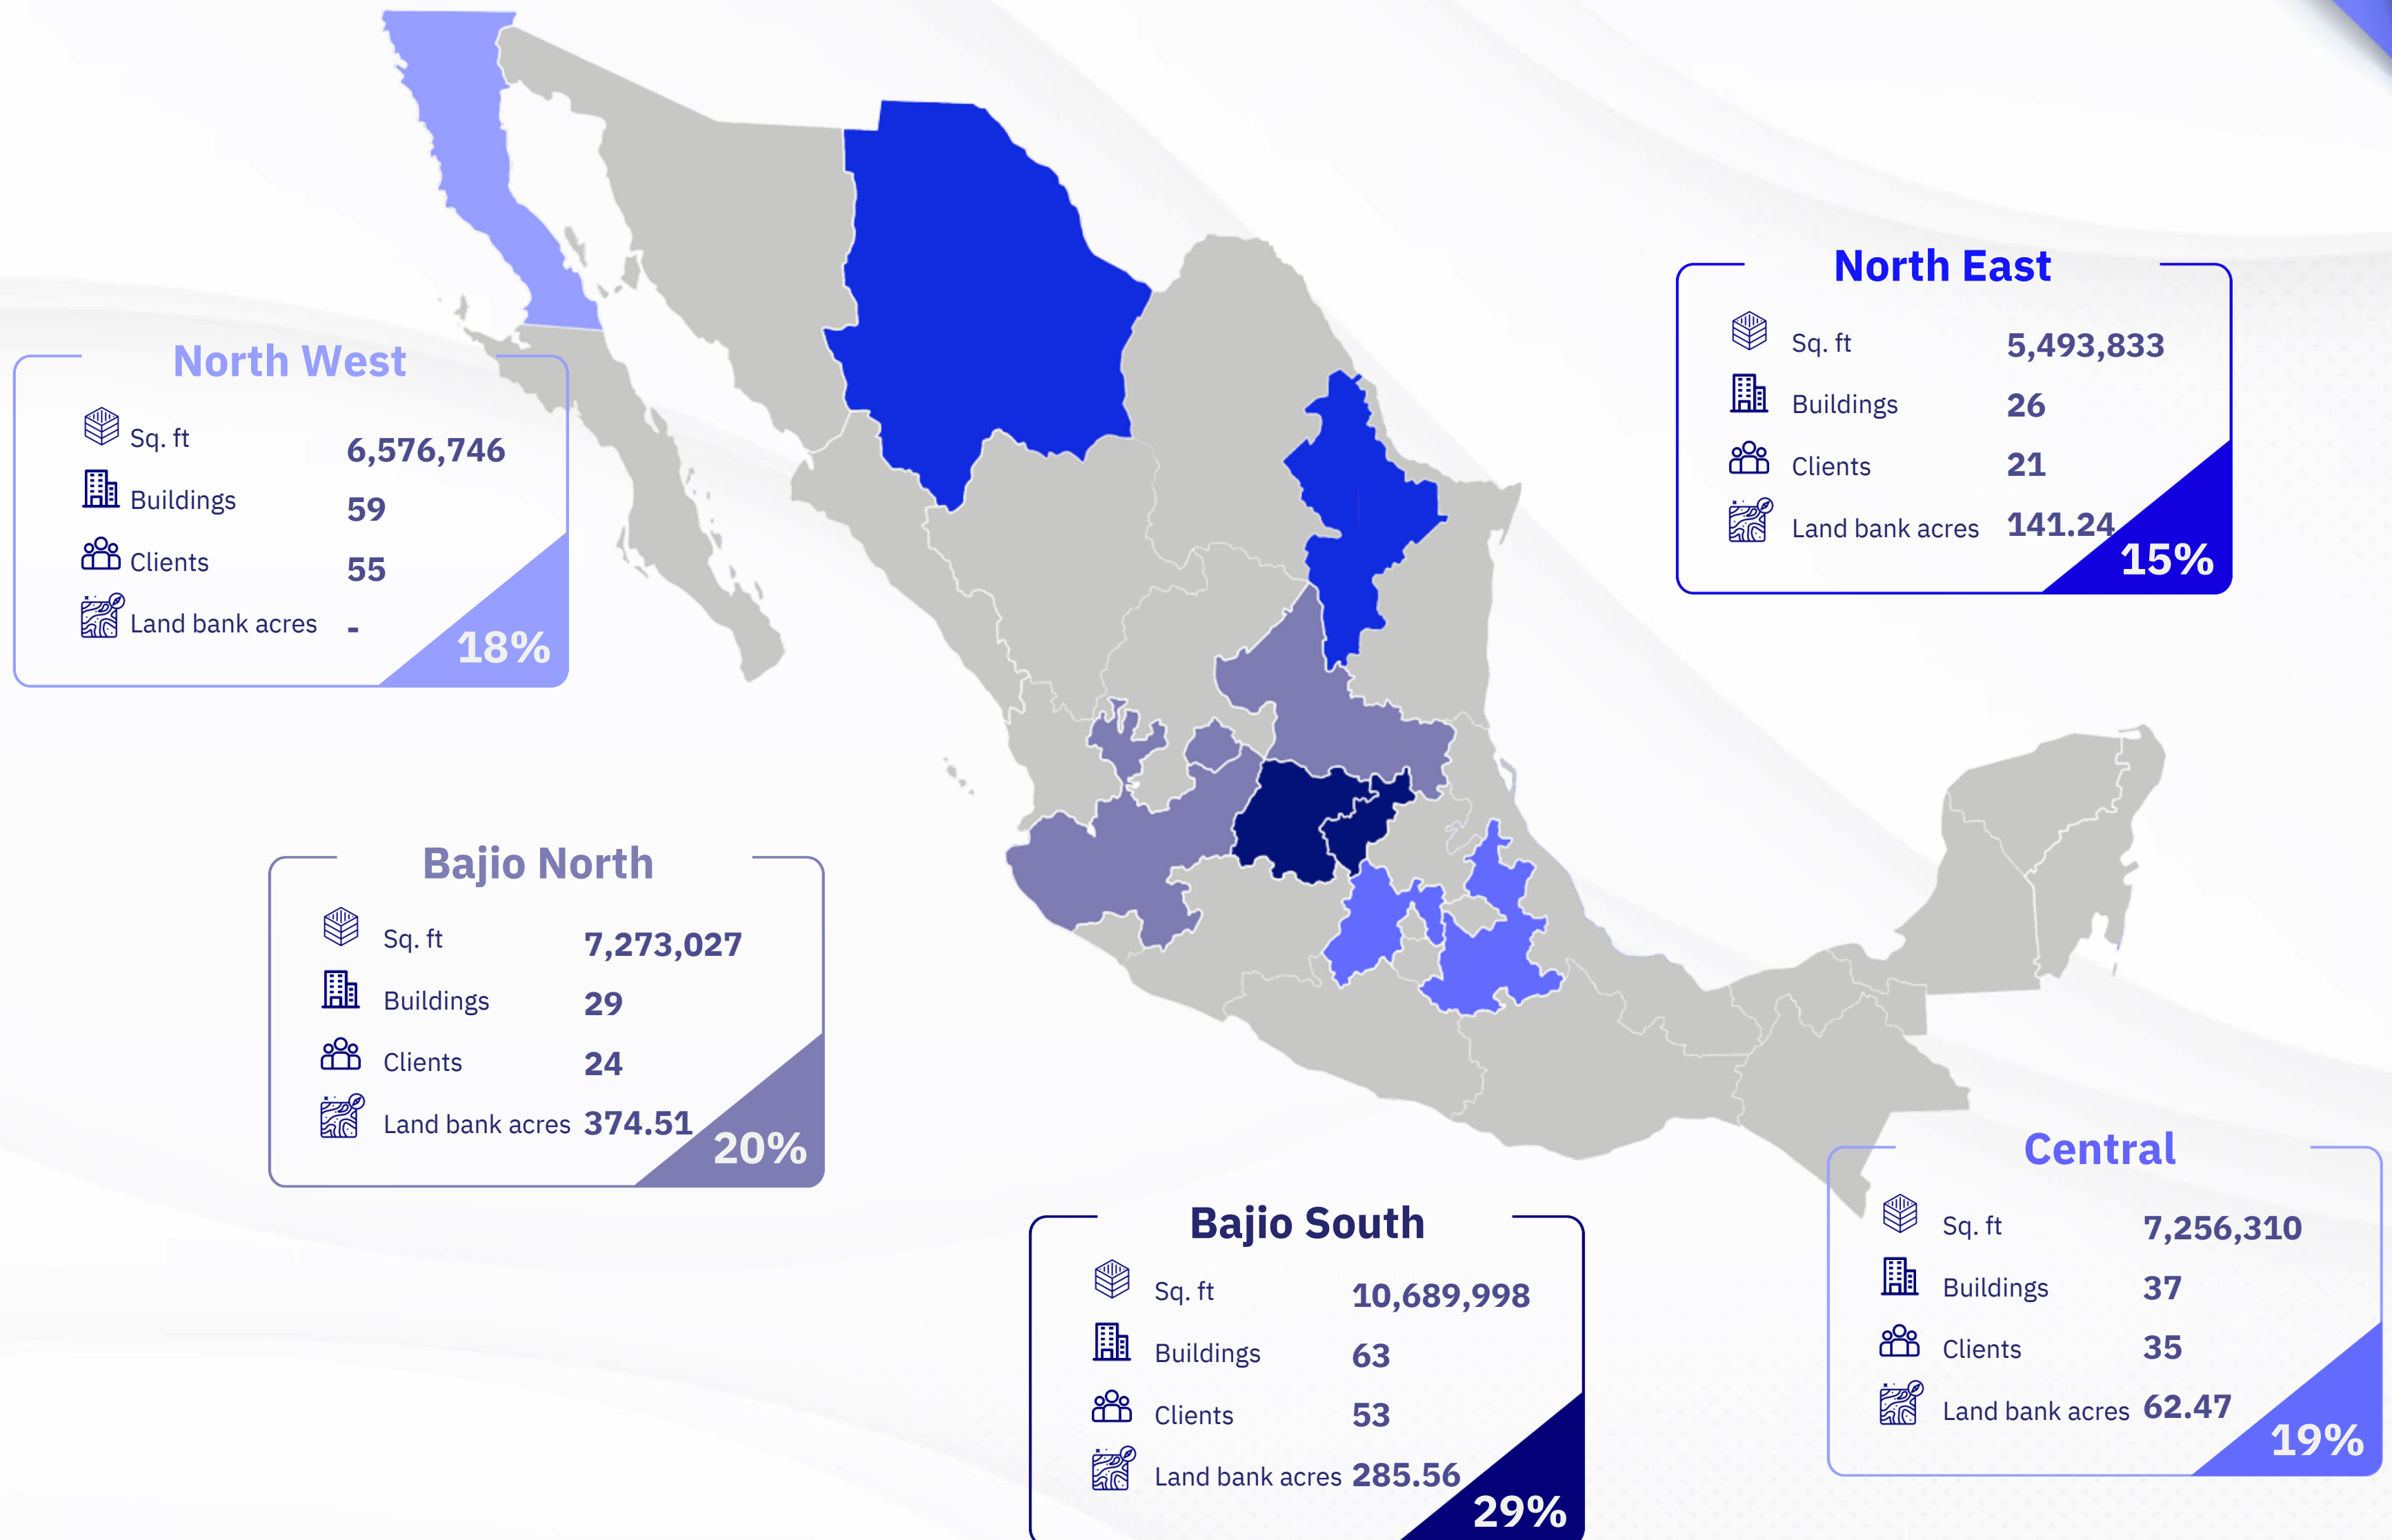 North West
Sq. ft 6,576,746
Buildings 59
Clients 55
Land bank acres -
18%
North East
Sq. ft 5,493,833
Buildings 26
Clients 21
Land bank acres 141.24
15%
Bajio North
Sq. ft 7,273,027
Buildings 29
Clients 24
Land bank acres 374.51
20%
Bajio South
Sq. ft 10,689,998
Buildings 63
Clients 53
Land bank acres 285.56
29%
Central
Sq. ft 7,256,310
Buildings 37
Clients 35
Land bank acres 62.47
19%